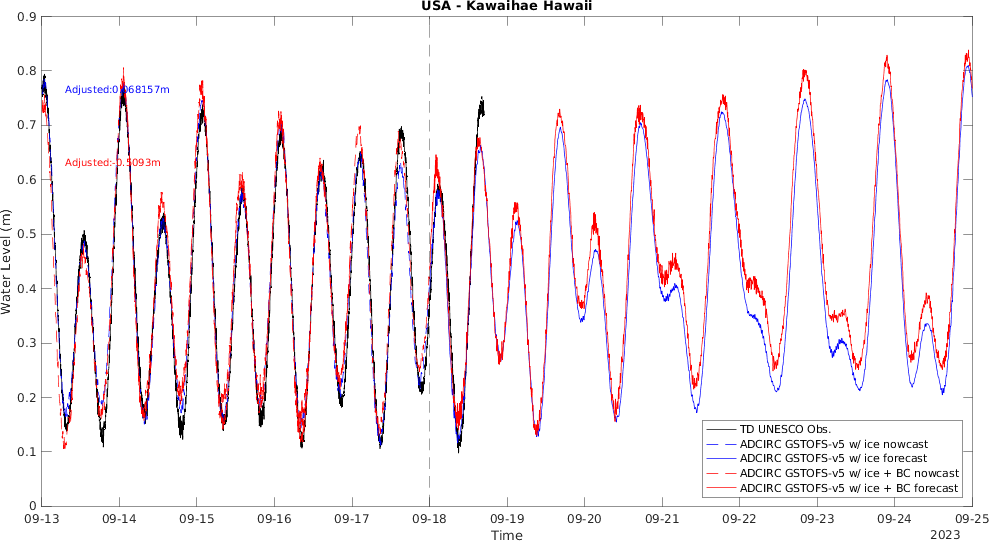 USA - Kawaihae Hawaii
0.9
0.8
0.7
0.6
0.5
0.4
0.3
0.2
0.1
0
Water Level (m)
Adjusted:0.068157m
Adjusted:-0.5093m
TD UNESCO Obs.
ADCIRC GSTOFS-v5 w/ ice nowcast
ADCIRC GSTOFS-v5 w/ ice forecast
ADCIRC GSTOFS-v5 w/ ice + BC nowcast
ADCIRC GSTOFS-v5 w/ ice + BC forecast
09-13 09-14 09-15 09-16 09-17 09-18 09-19 09-20 09-21 09-22 09-23 09-24 09-25
Time
2023